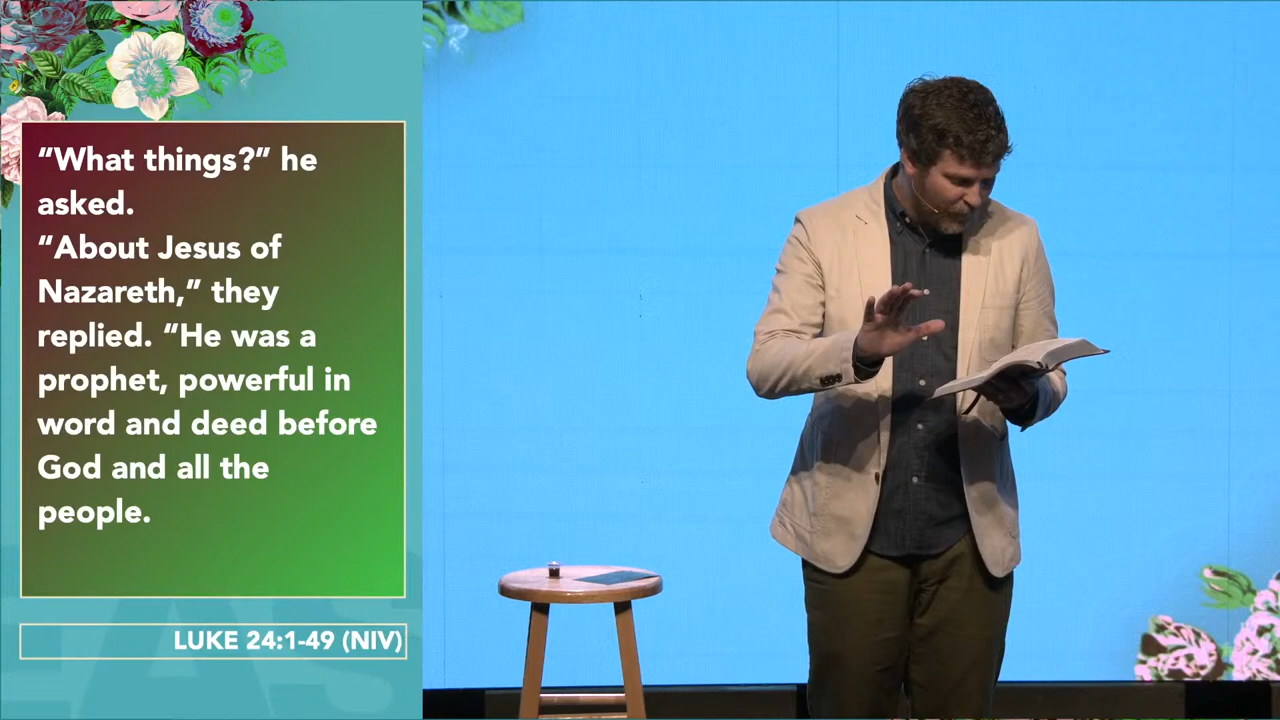 “What things?” he
asked.
“About Jesus of
Nazareth,” they
replied. “He was a
prophet, powerful in
word and deed before
God and all the
people.
LUKE 24:1-49 (NIV)